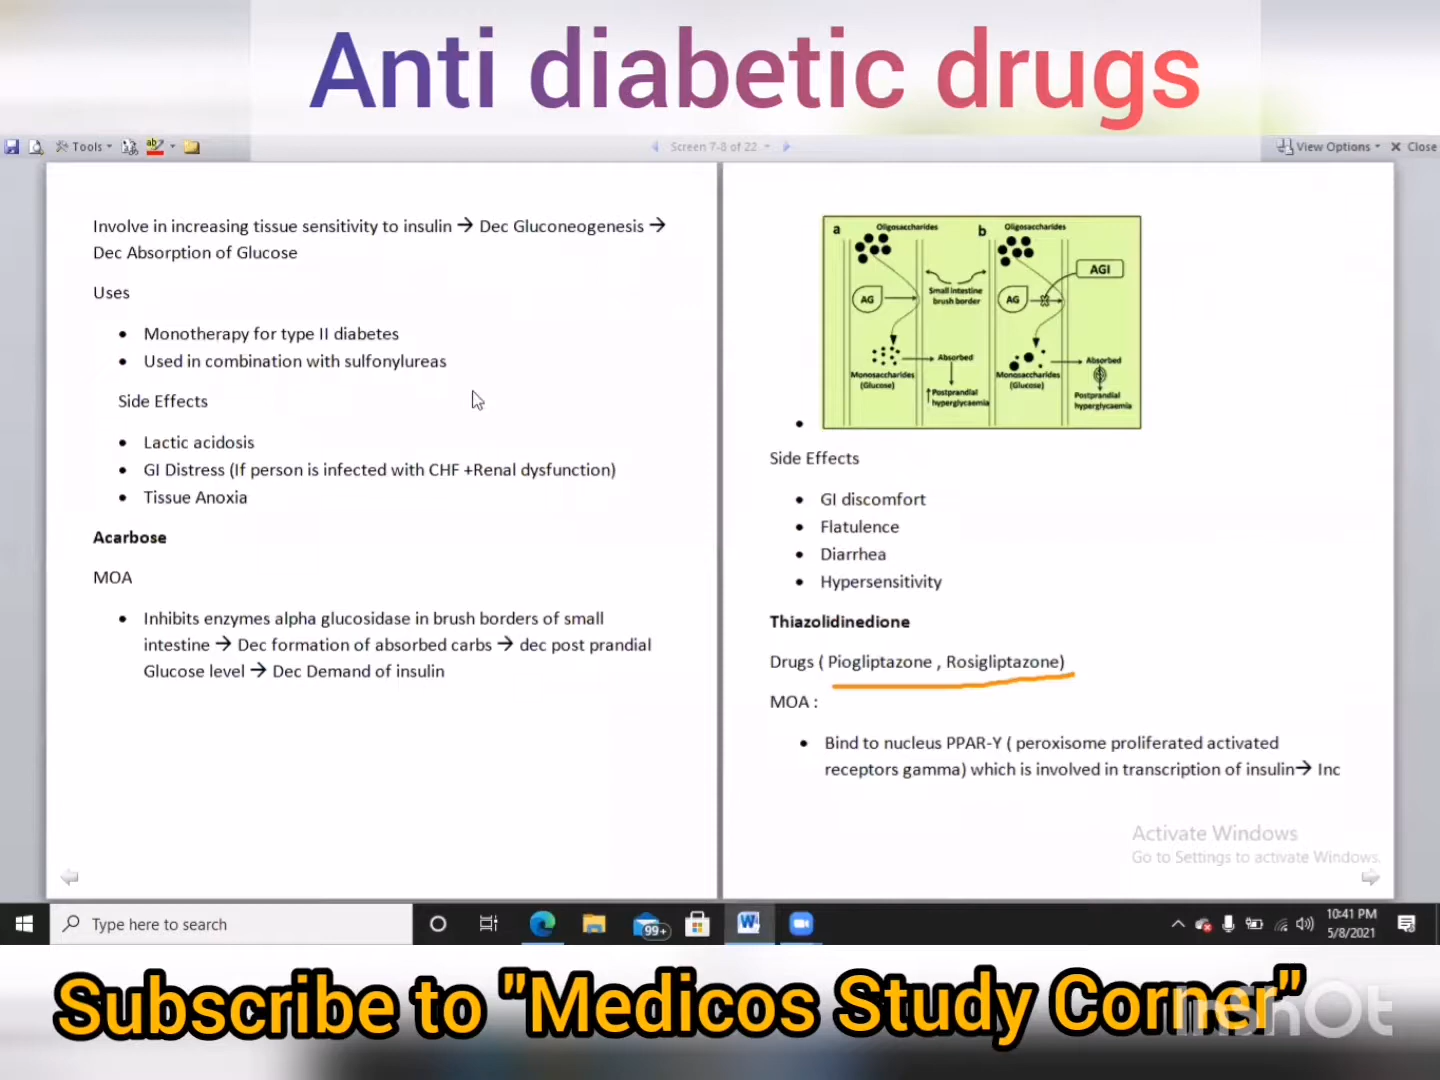 Anti diabetic drugs
Tools
Screen 7-8 of 22
View Options
Close
Involve in increasing tissue sensitivity to insulin → Dec Gluconeogenesis →
Dec Absorption of Glucose
Uses
• Monotherapy for type II diabetes
• Used in combination with sulfonylureas
Side Effects
• Lactic acidosis
• GI Distress (If person is infected with CHF +Renal dysfunction)
• Tissue Anoxia
Acarbose
MOA
• Inhibits enzymes alpha glucosidase in brush borders of small
intestine → Dec formation of absorbed carbs → dec post prandial
Glucose level → Dec Demand of insulin
a
Oligosaccharides
b
Oligosaccharides
AGI
Small intestine
brush border
AG
AG
Absorbed
Absorbed
Monosaccharides
(Glucose)
Monosaccharides
(Glucose)
Postprandial
hyperglycaemia
Postprandial
hyperglycaemia
Side Effects
• GI discomfort
• Flatulence
• Diarrhea
• Hypersensitivity
Thiazolidinedione
Drugs ( Piogliptazone , Rosigliptazone)
MOA :
• Bind to nucleus PPAR-Y ( peroxisome proliferated activated
receptors gamma) which is involved in transcription of insulin→ Inc
Activate Windows
Go to Settings to activate Windows.
Type here to search
99+
W
10:41 PM
5/8/2021
Subscribe to "Medicos Study Corner"
InShOt